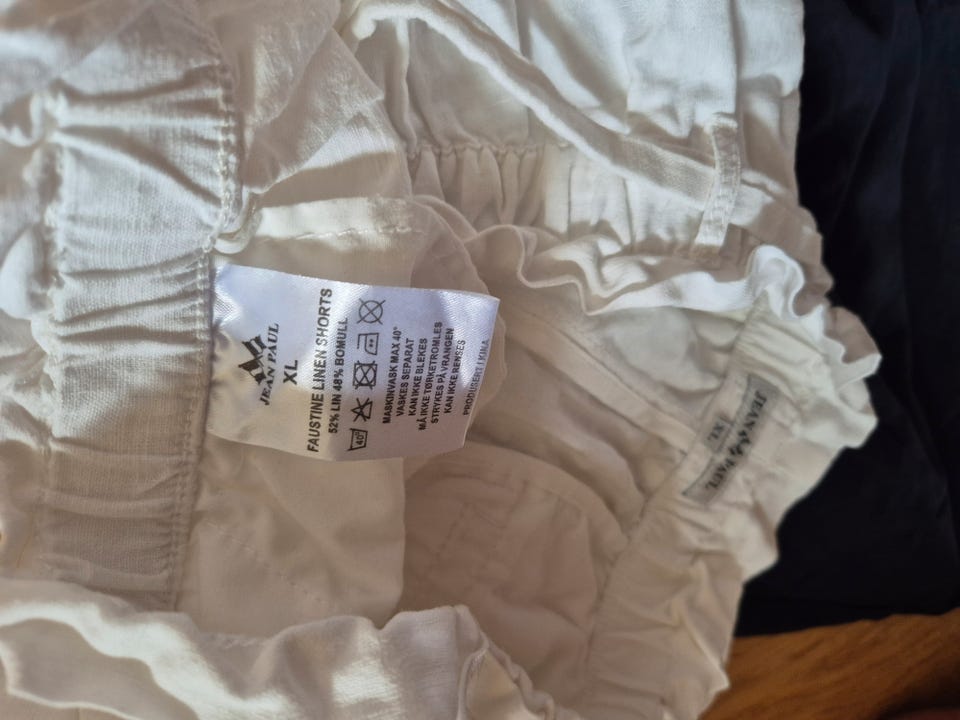 JEAN PAUL
XL
FAUSTINE LINEN SHORTS
52% LIN 48% BOMULL
40°
MASKINVASK MAX 40°
VASKES SEPARAT
KAN IKKE BLEKES
MÅ IKKE TØRKETROMLES
STRYKES PÅ VRANGEN
KAN IKKE RENSES
PRODUSERT I KINA
JEAN PAUL
XL